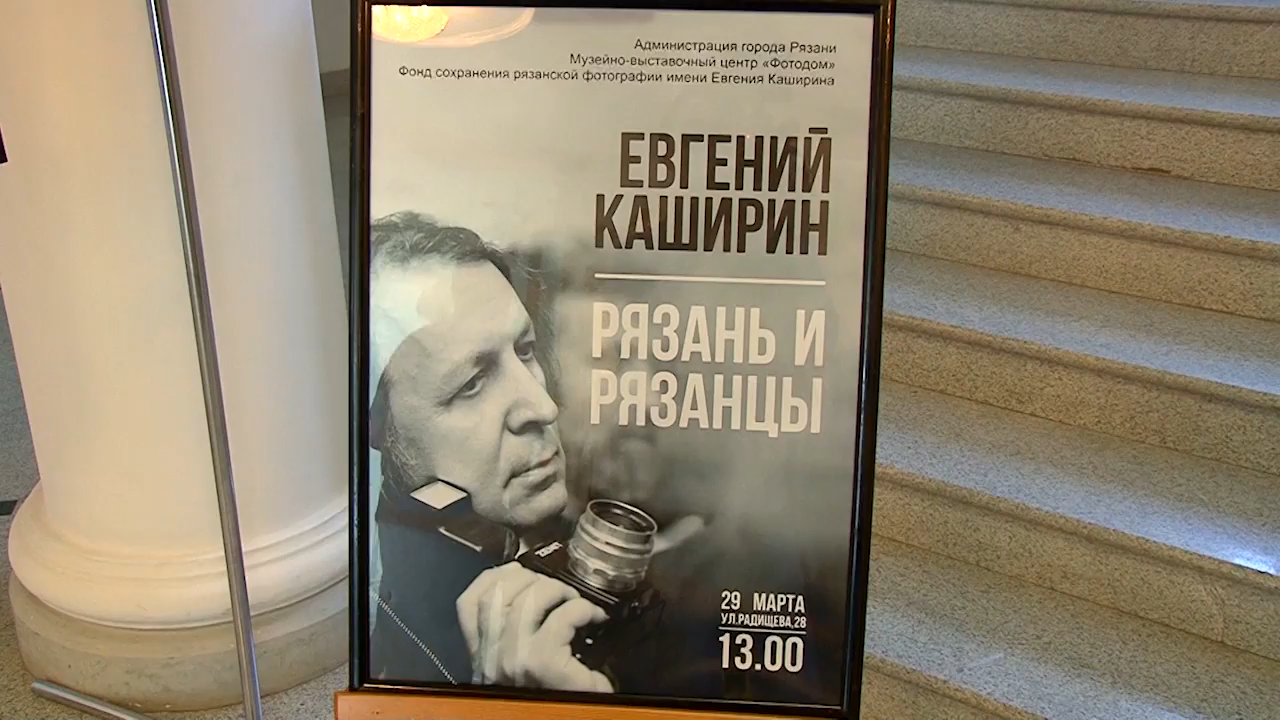 Администрация города Рязани
Музейно-выставочный центр «Фотодом»
Фонд сохранения рязанской фотографии имени Евгения Каширина
ЕВГЕНИЙ
КАШИРИН
РЯЗАНЬ И
РЯЗАНЦЫ
ZENIT
29 МАРТА
УЛ.РАДИЩЕВА,28
13.00